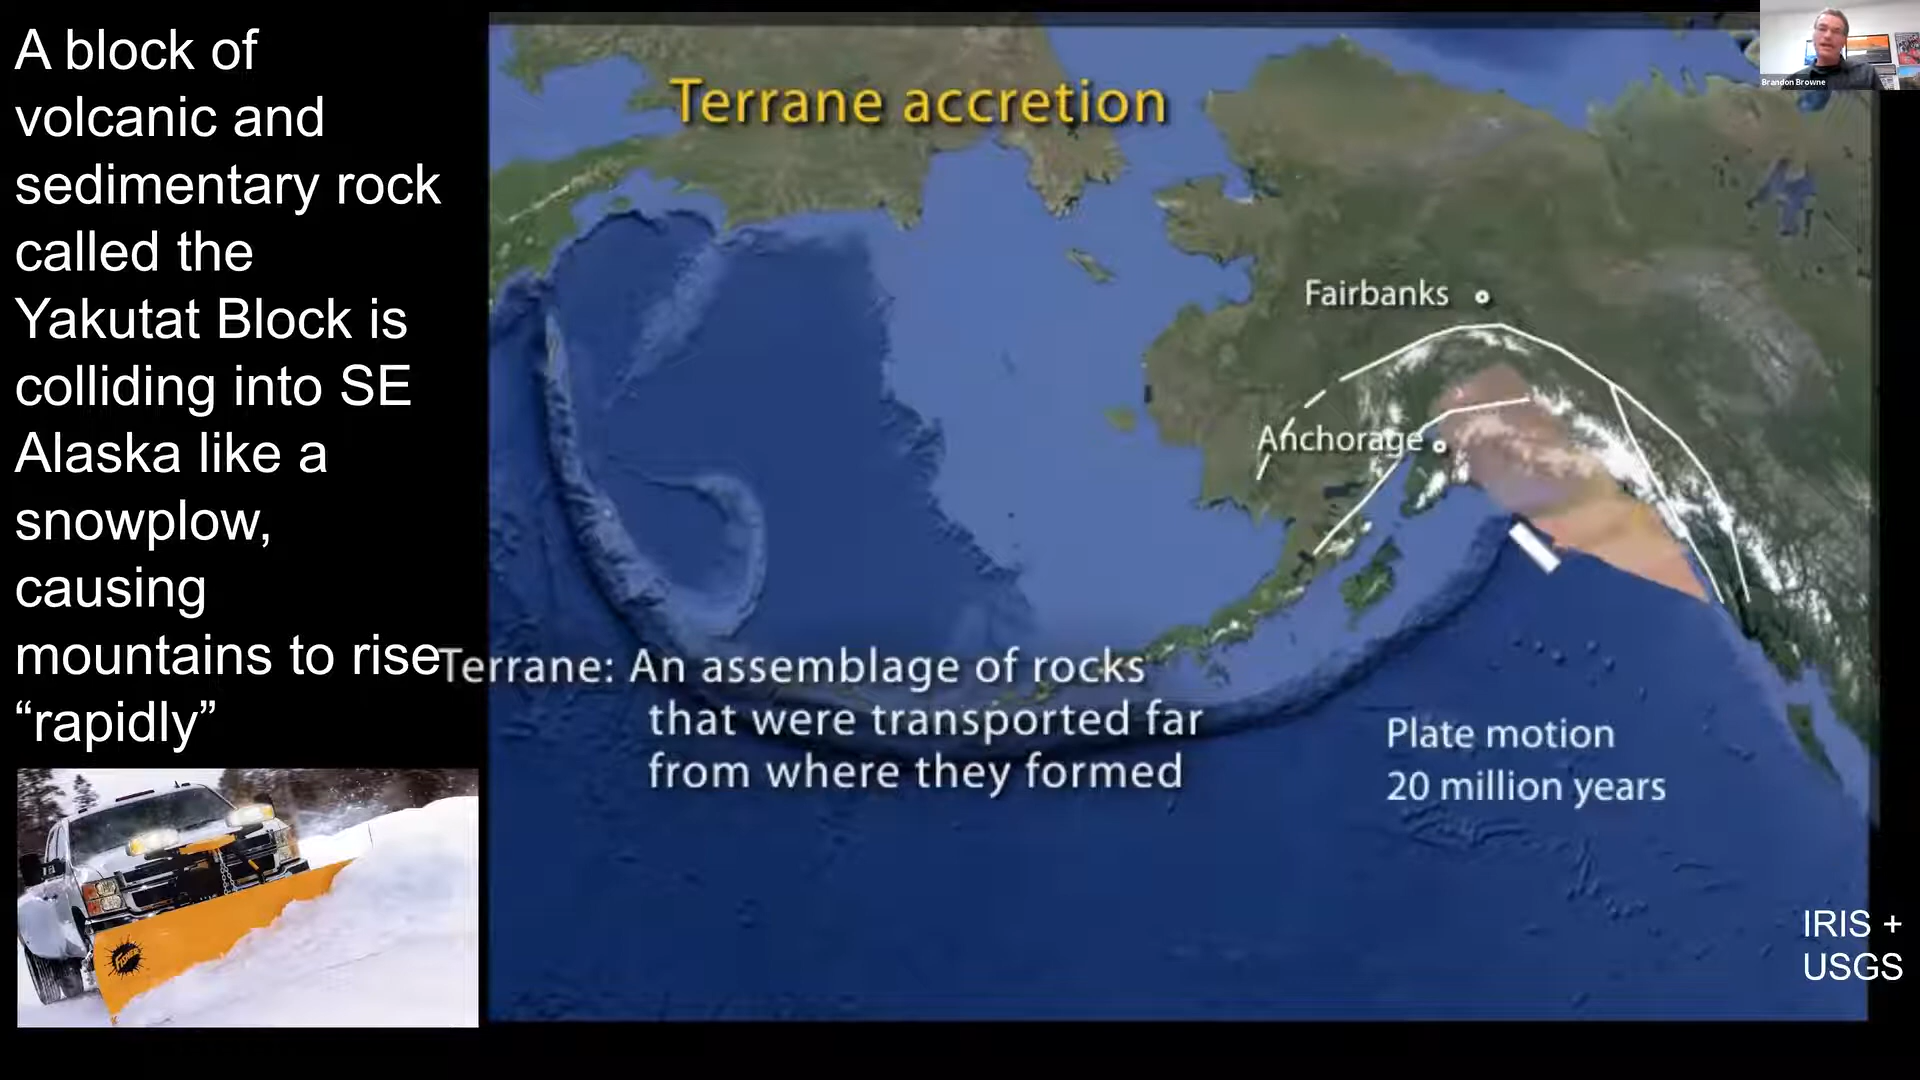 A block of
volcanic and
sedimentary rock
called the
Yakutat Block is
colliding into SE
Alaska like a
snowplow,
causing
mountains to rise
“rapidly”
Terrane accretion
Fairbanks
Anchorage
Terrane: An assemblage of rocks
that were transported far
from where they formed
Plate motion
20 million years
IRIS +
USGS
Brandon Browne
FISHER